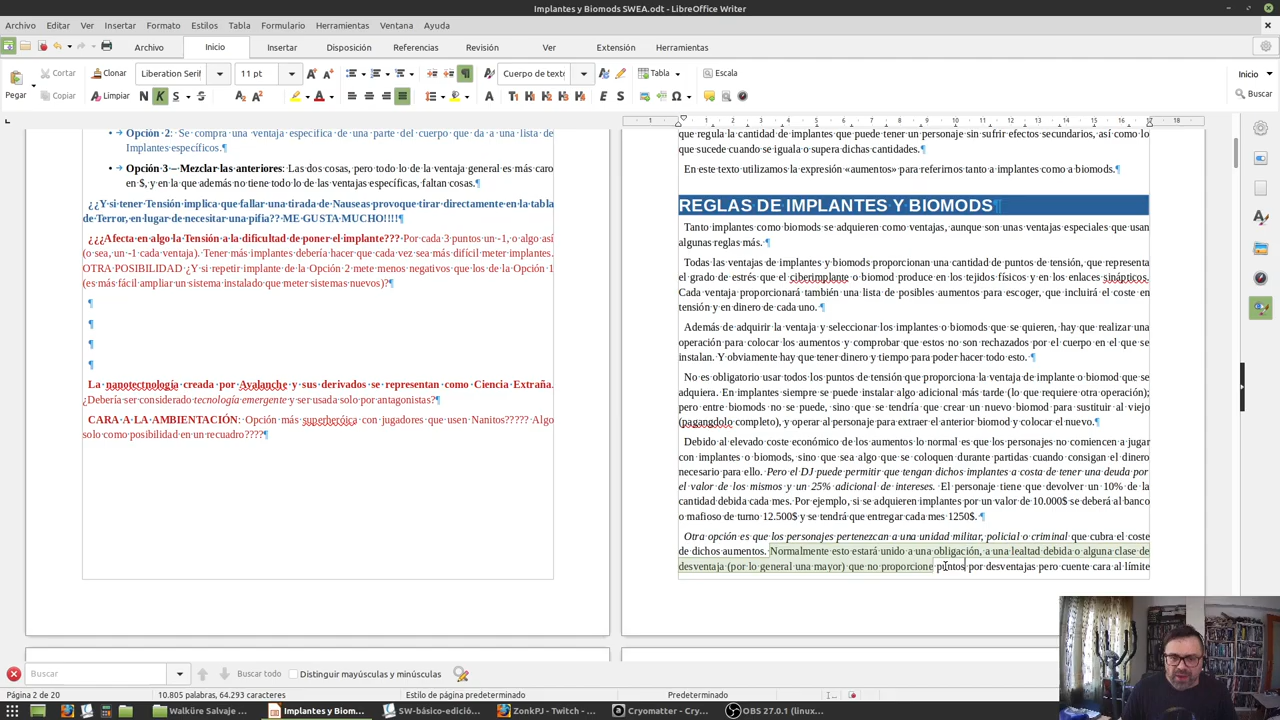 Implantes y Biomods SWEA.odt - LibreOffice Writer
Archivo Editar Ver Insertar Formato Estilos Tabla Formulario Herramientas Ventana Ayuda
Archivo Inicio Insertar Disposición Referencias Revisión Ver Extensión Herramientas
Pegar
Cortar
Copiar
Clonar
Limpiar
Liberation Serif
11 pt
Cuerpo de texto
Tabla
Escala
Inicio
Buscar
• Opción 2: Se compra una ventaja específica de una parte del cuerpo que da a una lista de
Implantes específicos.¶
• Opción 3 – Mezclar las anteriores: Las dos cosas, pero todo lo de la ventaja general es más caro
en $, y en la que además no tiene todo lo de las ventajas específicas, faltan cosas.¶
¿¿Y si tener Tensión implica que fallar una tirada de Nauseas provoque tirar directamente en la tabla
de Terror, en lugar de necesitar una pifia?? ME GUSTA MUCHO!!!!¶
¿¿¿Afecta en algo la Tensión a la dificultad de poner el implante??? Por cada 3 puntos un -1, o algo así
(o sea, un -1 cada ventaja). Tener más implantes debería hacer que cada vez sea más difícil meter implantes.
OTRA POSIBILIDAD ¿Y si repetir implante de la Opción 2 mete menos negativos que los de la Opción 1
(es más fácil ampliar un sistema instalado que meter sistemas nuevos)?¶
¶
¶
¶
¶
La nanotectnología creada por Avalanche y sus derivados se representan como Ciencia Extraña.
¿Debería ser considerado tecnología emergente y ser usada solo por antagonistas?¶
CARA A LA AMBIENTACIÓN: Opción más superheróica con jugadores que usen Nanitos????? Algo
solo como posibilidad en un recuadro????¶
que regula la cantidad de implantes que puede tener un personaje sin sufrir efectos secundarios, así como lo
que sucede cuando se iguala o supera dichas cantidades.¶
En este texto utilizamos la expresión «aumentos» para referirnos tanto a implantes como a biomods.¶
REGLAS DE IMPLANTES Y BIOMODS¶
Tanto implantes como biomods se adquieren como ventajas, aunque son unas ventajas especiales que usan
algunas reglas más. ¶
Todas las ventajas de implantes y biomods proporcionan una cantidad de puntos de tensión, que representa
el grado de estrés que el ciberimplante o biomod produce en los tejidos físicos y en los enlaces sinápticos.
Cada ventaja proporcionará también una lista de posibles aumentos para escoger, que incluirá el coste en
tensión y en dinero de cada uno. ¶
Además de adquirir la ventaja y seleccionar los implantes o biomods que se quieren, hay que realizar una
operación para colocar los aumentos y comprobar que estos no son rechazados por el cuerpo en el que se
instalan. Y obviamente hay que tener dinero y tiempo para poder hacer todo esto. ¶
No es obligatorio usar todos los puntos de tensión que proporciona la ventaja de implante o biomod que se
adquiera. En implantes siempre se puede instalar algo adicional más tarde (lo que requiere otra operación);
pero entre biomods no se puede, sino que se tendría que crear un nuevo biomod para sustituir al viejo
(pagangdolo completo), y operar al personaje para extraer el anterior biomod y colocar el nuevo.¶
Debido al elevado coste económico de los aumentos lo normal es que los personajes no comiencen a jugar
con implantes o biomods, sino que sea algo que se coloquen durante partidas cuando consigan el dinero
necesario para ello. Pero el DJ puede permitir que tengan dichos implantes a costa de tener una deuda por
el valor de los mismos y un 25% adicional de intereses. El personaje tiene que devolver un 10% de la
cantidad debida cada mes. Por ejemplo, si se adquieren implantes por un valor de 10.000$ se deberá al banco
o mafioso de turno 12.500$ y se tendrá que entregar cada mes 1250$. ¶
Otra opción es que los personajes pertenezcan a una unidad militar, policial o criminal que cubra el coste
de dichos aumentos. Normalmente esto estará unido a una obligación, a una lealtad debida o alguna clase de
desventaja (por lo general una mayor) que no proporcione puntos por desventajas pero cuente cara al límite
Buscar
Buscar todo
Distinguir mayúsculas y minúsculas
Página 2 de 20
10.805 palabras, 64.293 caracteres
Estilo de página predeterminado
Predeterminado
Walküre Salvaje
Implantes y Biom...
SW-básico-edició...
ZonkPJ - Twitch - ...
Cryomatter - Cry...
OBS 27.0.1 (linux...